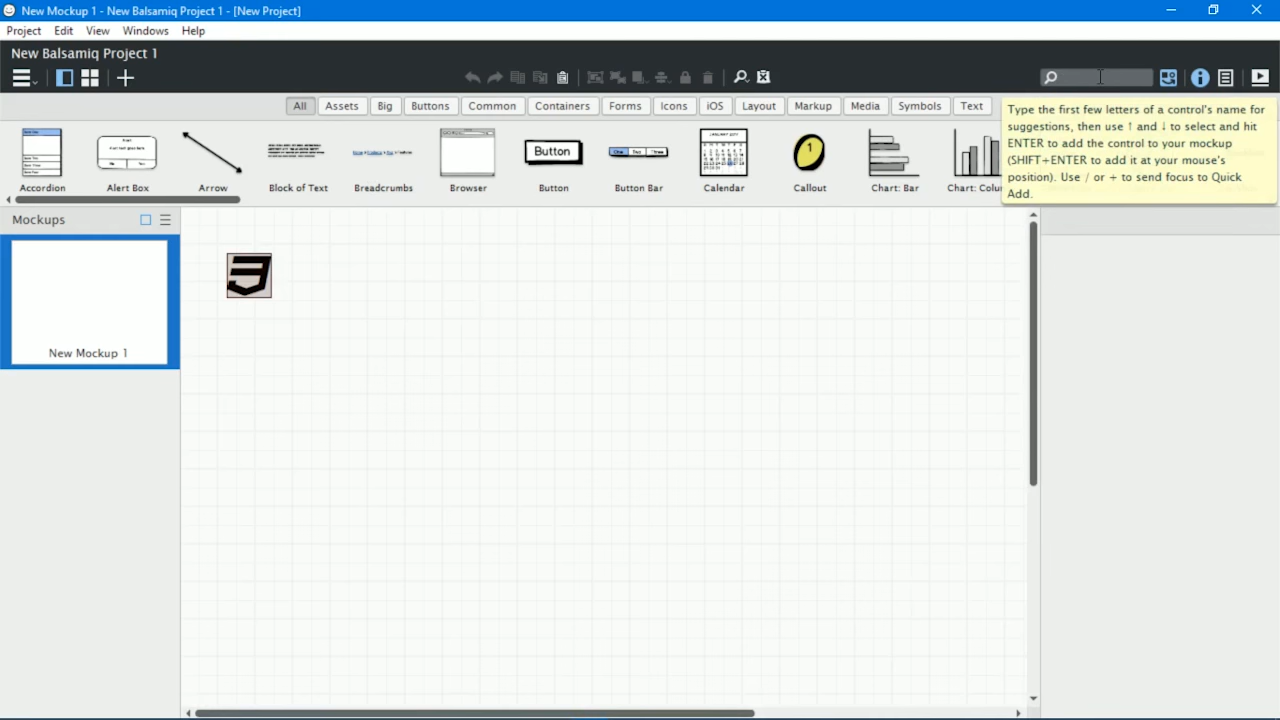 New Mockup 1 - New Balsamiq Project 1 - [New Project]
Project Edit View Windows Help
New Balsamiq Project 1
All Assets Big Buttons Common Containers Forms Icons iOS Layout Markup Media Symbols Text
Type the first few letters of a control's name for
suggestions, then use ↑ and ↓ to select and hit
ENTER to add the control to your mockup
(SHIFT+ENTER to add it at your mouse's
position). Use / or + to send focus to Quick
Add.
Button
One Two Three
1
Accordion Alert Box Arrow Block of Text Breadcrumbs Browser Button Button Bar Calendar Callout Chart: Bar
Mockups
New Mockup 1